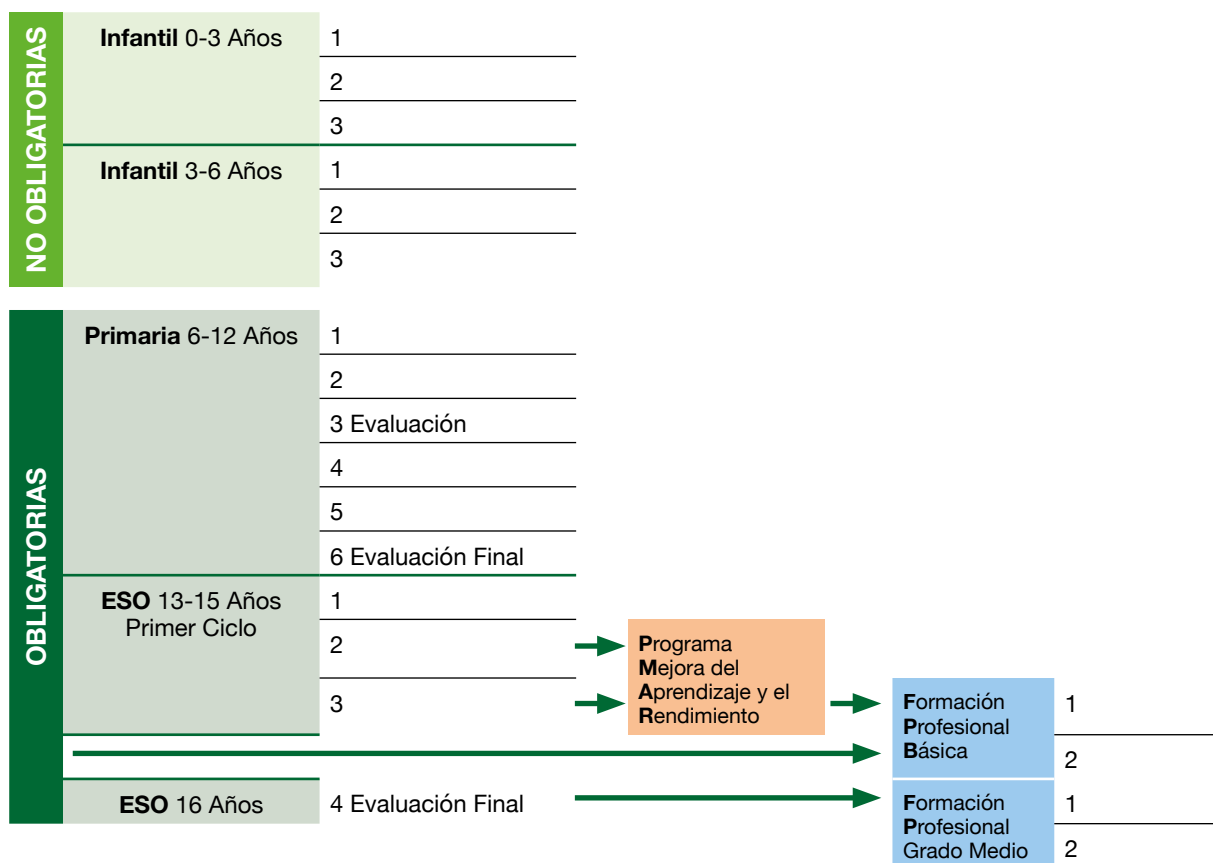 NO OBLIGATORIAS
Infantil 0-3 Años
1
2
3
Infantil 3-6 Años
1
2
3
OBLIGATORIAS
Primaria 6-12 Años
1
2
3 Evaluación
4
5
6 Evaluación Final
ESO 13-15 Años
Primer Ciclo
1
2
3
Programa
Mejora del
Aprendizaje y el
Rendimiento
Formación
Profesional
Básica
1
2
ESO 16 Años
4 Evaluación Final
Formación
Profesional
Grado Medio
1
2